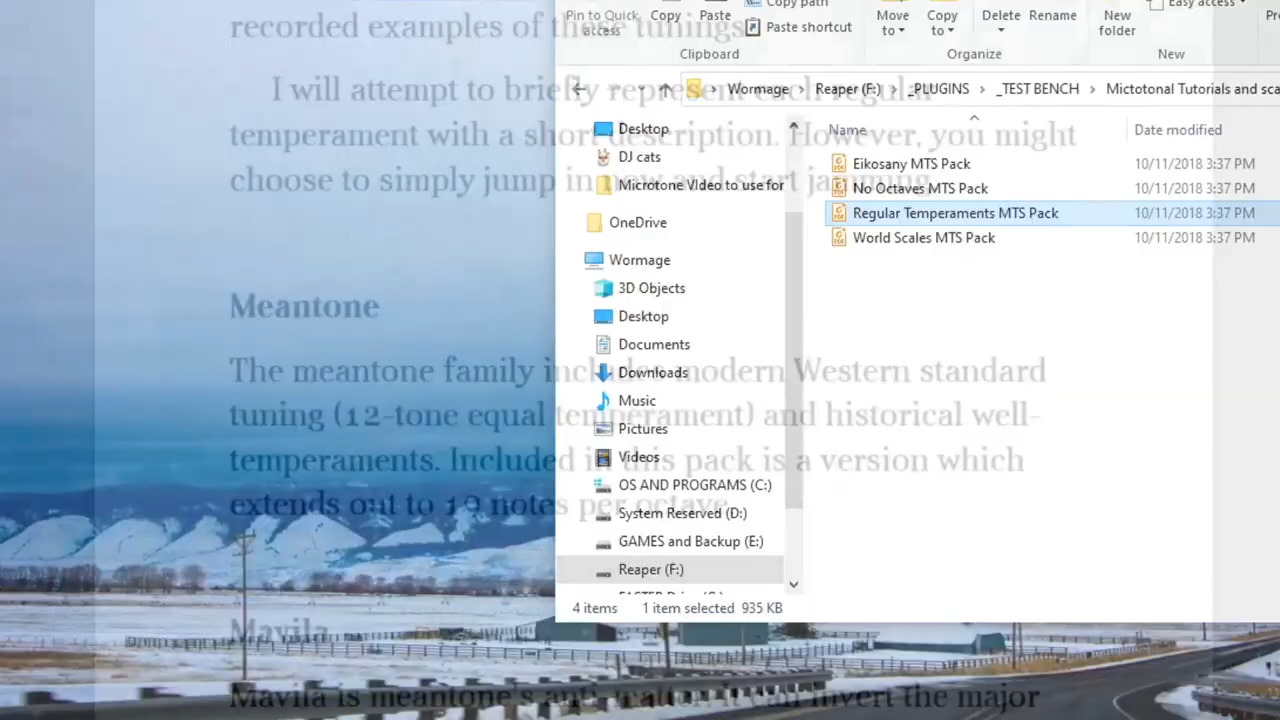 recorded examples of these tunings.
I will attempt to briefly represent each regular
temperament with a short description. However, you might
choose to simply jump in now and start jamming.
Meantone
The meantone family includes modern Western standard
tuning (12-tone equal temperament) and historical well-
temperaments. Included in this pack is a version which
extends out to 19 notes per octave.
Mavila
Mavila is meantone's anti-matter: it can invert the major
Pin to Quick
access
Copy
Paste
Copy path
Paste shortcut
Clipboard
Move
to
Copy
to
Delete
Rename
Organize
New
folder
Easy access
New
Wormage
Reaper (F:)
_PLUGINS
_TEST BENCH
Mictotonal Tutorials and sca
Name
Date modified
Eikosany MTS Pack
10/11/2018 3:37 PM
No Octaves MTS Pack
10/11/2018 3:37 PM
Regular Temperaments MTS Pack
10/11/2018 3:37 PM
World Scales MTS Pack
10/11/2018 3:37 PM
Desktop
DJ cats
Microtone VIdeo to use for
OneDrive
Wormage
3D Objects
Desktop
Documents
Downloads
Music
Pictures
Videos
OS AND PROGRAMS (C:)
System Reserved (D:)
GAMES and Backup (E:)
Reaper (F:)
4 items
1 item selected 935 KB